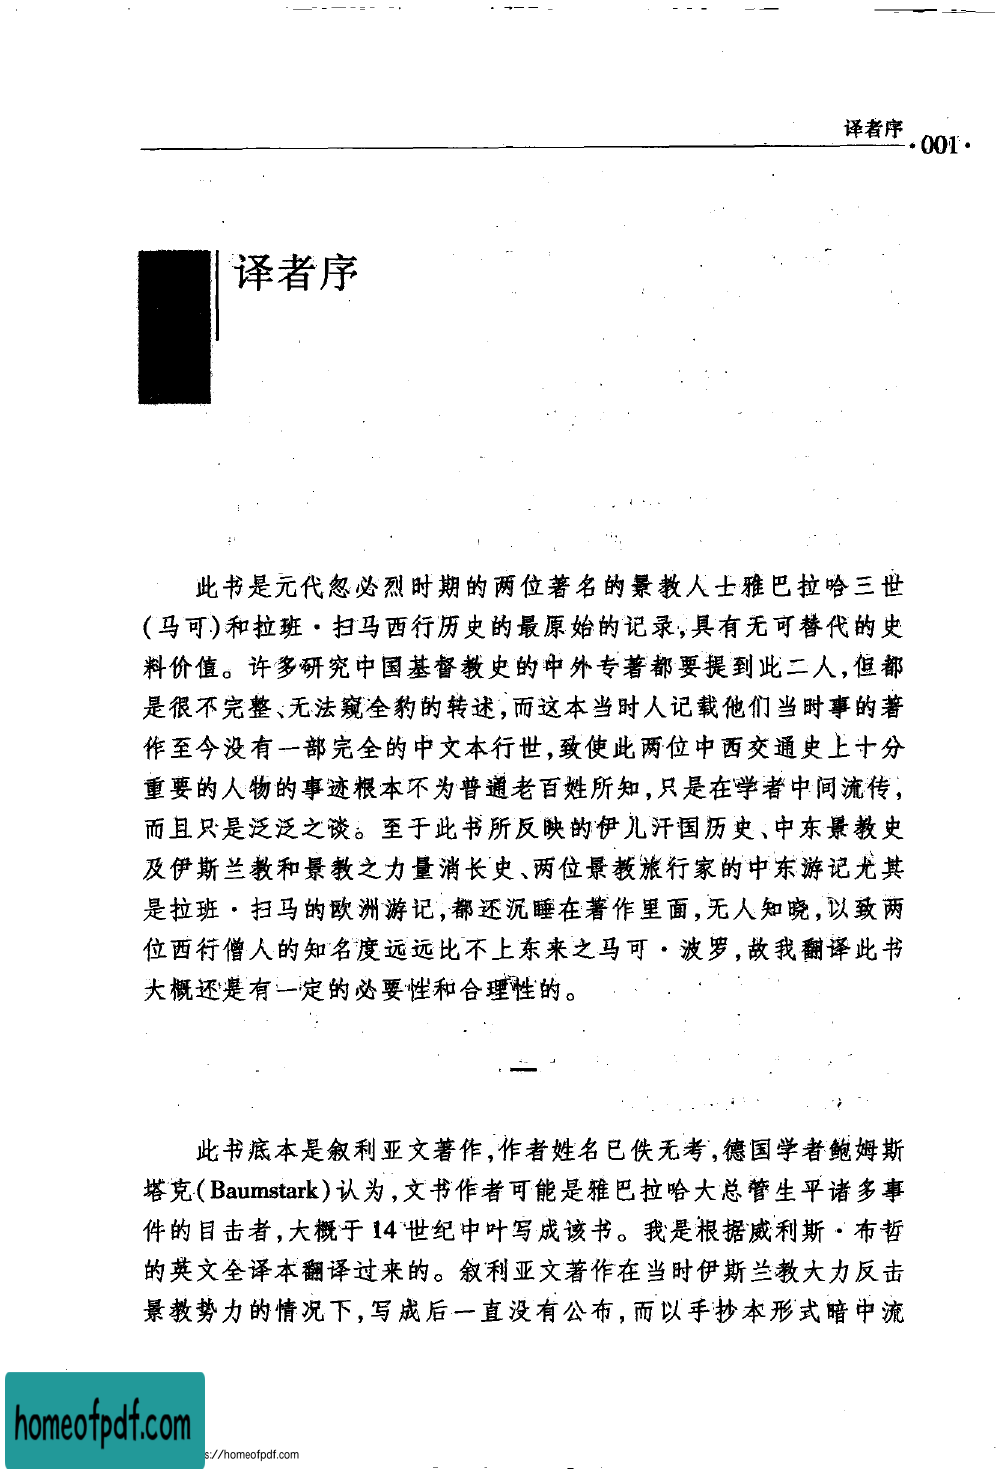 译者序
·001·
译者序
此书是元代忽必烈时期的两位著名的景教人士雅巴拉哈三世
(马可)和拉班·扫马西行历史的最原始的记录,具有无可替代的史
料价值。许多研究中国基督教史的中外专著都要提到此二人,但都
是很不完整、无法窥全豹的转述,而这本当时人记载他们当时事的著
作至今没有一部完全的中文本行世,致使此两位中西交通史上十分
重要的人物的事迹根本不为普通老百姓所知,只是在学者中间流传,
而且只是泛泛之谈。至于此书所反映的伊儿汗国历史、中东景教史
及伊斯兰教和景教之力量消长史、两位景教旅行家的中东游记尤其
是拉班·扫马的欧洲游记,都还沉睡在著作里面,无人知晓,以致两
位西行僧人的知名度远远比不上东来之马可·波罗,故我翻译此书
大概还是有一定的必要性和合理性的。
一
此书底本是叙利亚文著作,作者姓名已佚无考,德国学者鲍姆斯
塔克(Baumstark)认为,文书作者可能是雅巴拉哈大总管生平诸多事
件的目击者,大概于14世纪中叶写成该书。我是根据威利斯·布哲
的英文全译本翻译过来的。叙利亚文著作在当时伊斯兰教大力反击
景教势力的情况下,写成后一直没有公布,而以手抄本形式暗中流
homeofpdf.com
s://homeofpdf.com